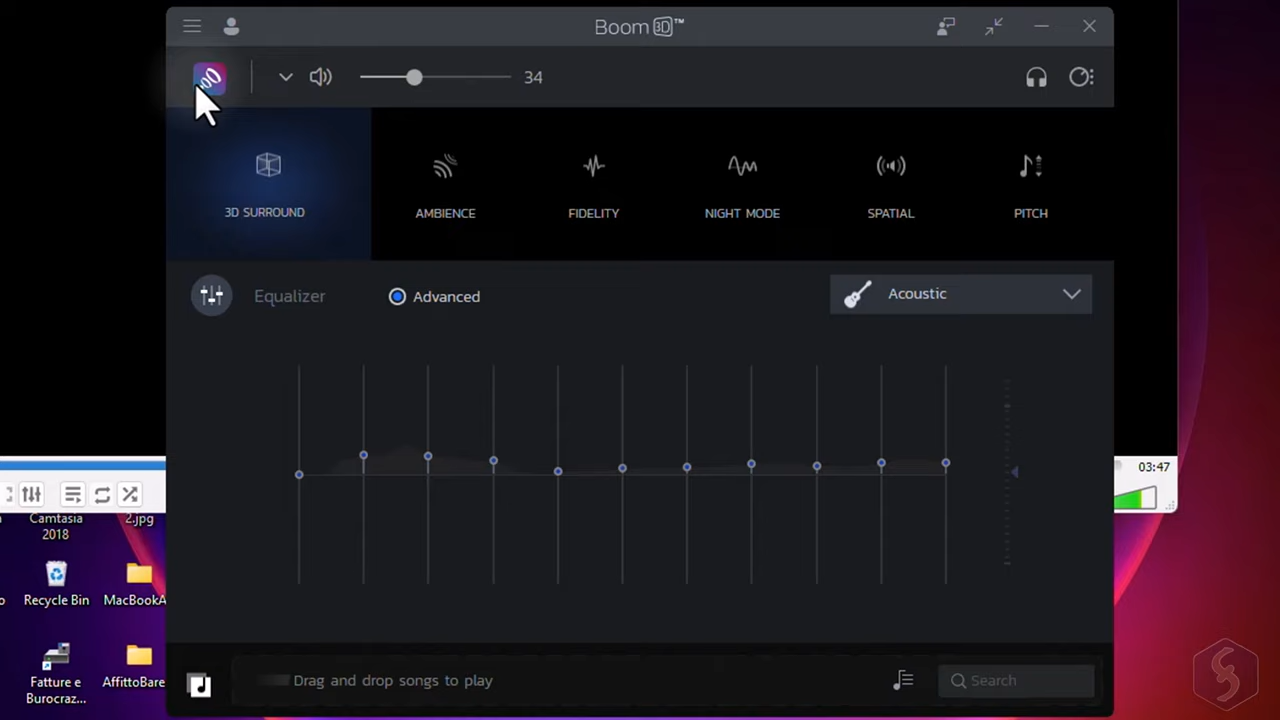 Boom 3D™
34
3D SURROUND
AMBIENCE
FIDELITY
NIGHT MODE
SPATIAL
PITCH
Equalizer
Advanced
Acoustic
03:47
Camtasia
2018
2.jpg
Recycle Bin
MacBookA
Fatture e
Burocraz...
AffittoBare
Drag and drop songs to play
Search